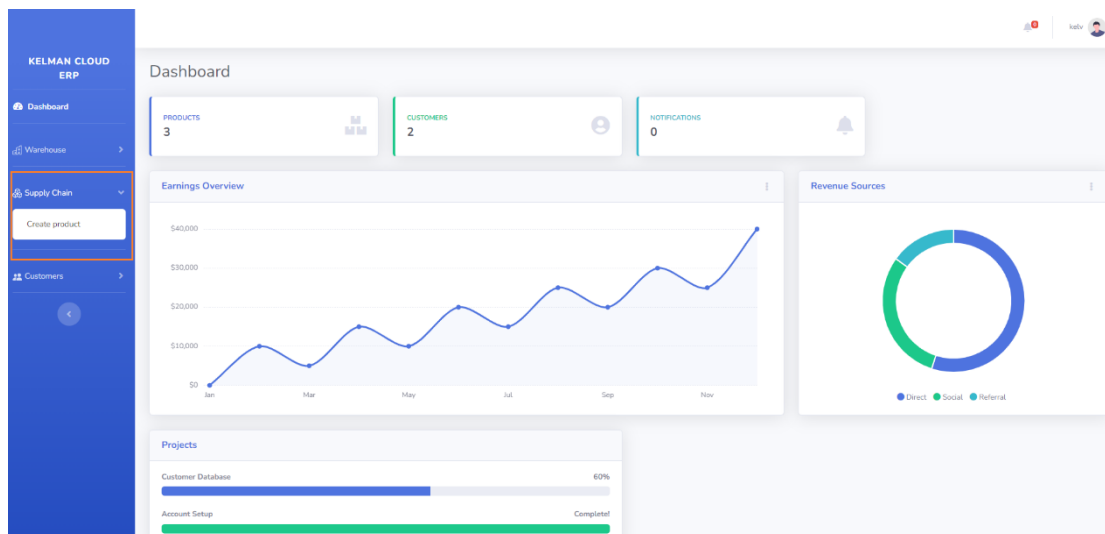 KELMAN CLOUD
ERP
Dashboard
Warehouse
Supply Chain
Create product
Customers
kelv
Dashboard
PRODUCTS
3
CUSTOMERS
2
NOTIFICATIONS
0
Earnings Overview
$40,000
$30,000
$20,000
$10,000
$0
Jan Mar May Jul Sep Nov
Revenue Sources
Direct Social Referral
Projects
Customer Database 60%
Account Setup Complete!